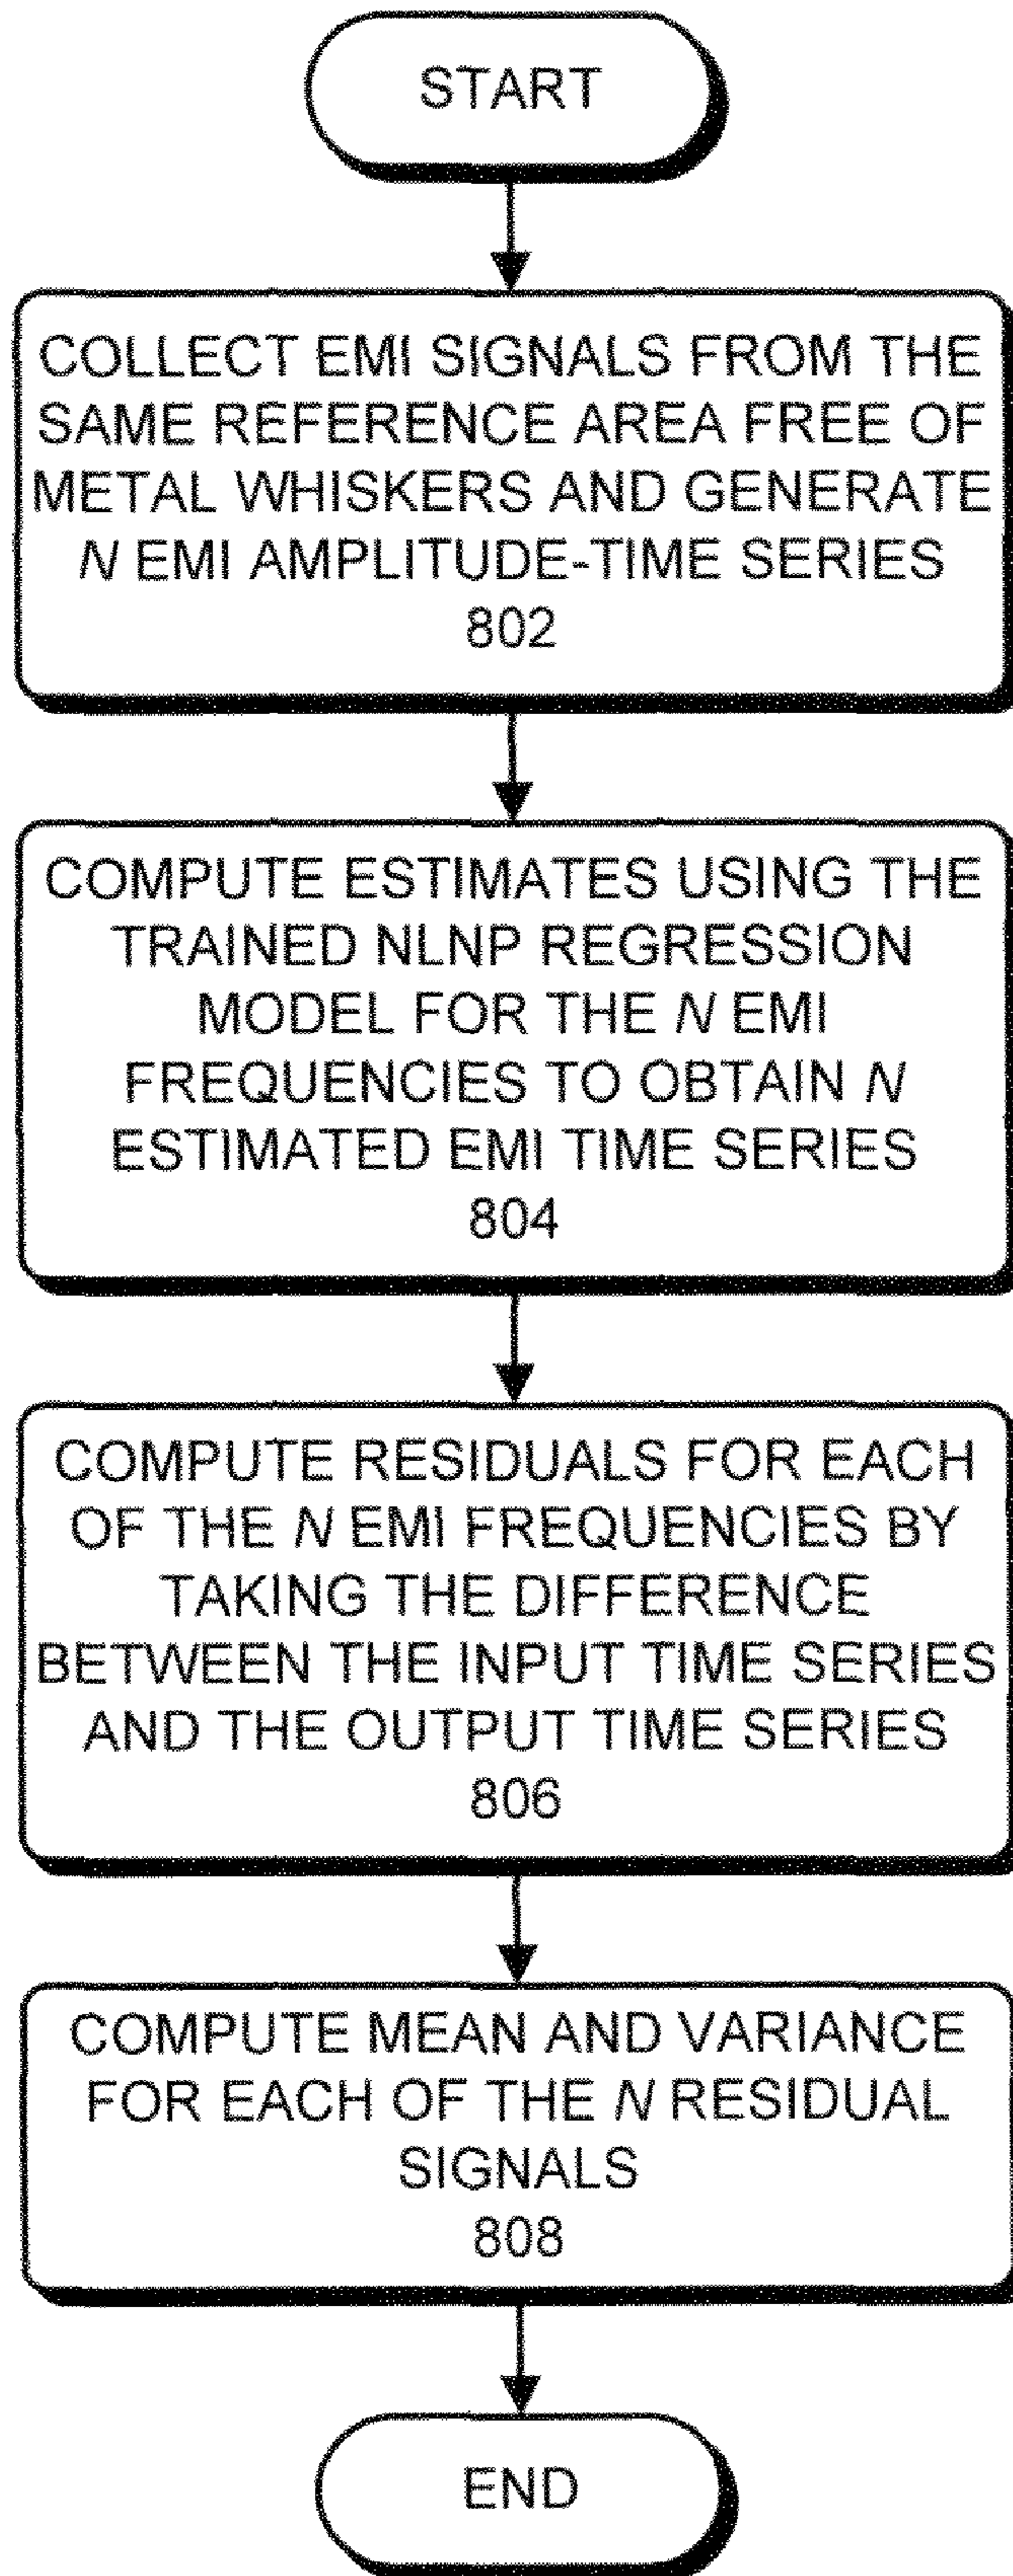 START
COLLECT EMI SIGNALS FROM THE
SAME REFERENCE AREA FREE OF
METAL WHISKERS AND GENERATE
N EMI AMPLITUDE-TIME SERIES
802
COMPUTE ESTIMATES USING THE
TRAINED NLNP REGRESSION
MODEL FOR THE N EMI
FREQUENCIES TO OBTAIN N
ESTIMATED EMI TIME SERIES
804
COMPUTE RESIDUALS FOR EACH
OF THE N EMI FREQUENCIES BY
TAKING THE DIFFERENCE
BETWEEN THE INPUT TIME SERIES
AND THE OUTPUT TIME SERIES
806
COMPUTE MEAN AND VARIANCE
FOR EACH OF THE N RESIDUAL
SIGNALS
808
END